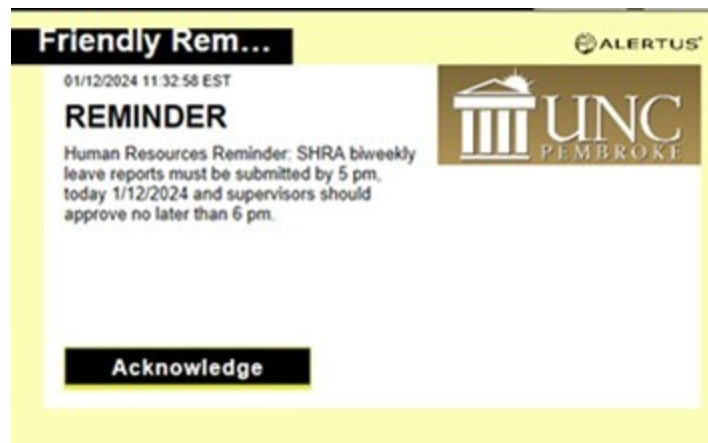 Friendly Rem...
ALERTUS
01/12/2024 11:32:58 EST
REMINDER
UNC
PEMBROKE
Human Resources Reminder: SHRA biweekly
leave reports must be submitted by 5 pm,
today 1/12/2024 and supervisors should
approve no later than 6 pm.
Acknowledge